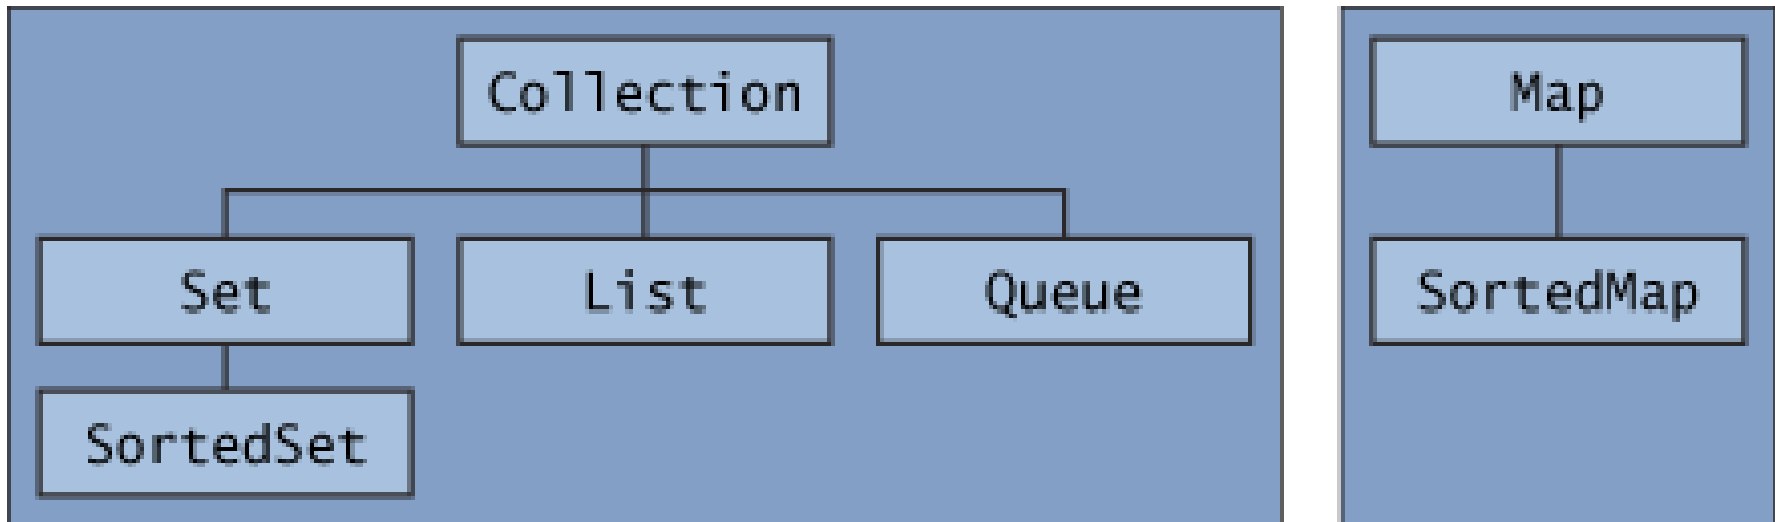 Collection
Map
Set
List
Queue
SortedMap
SortedSet